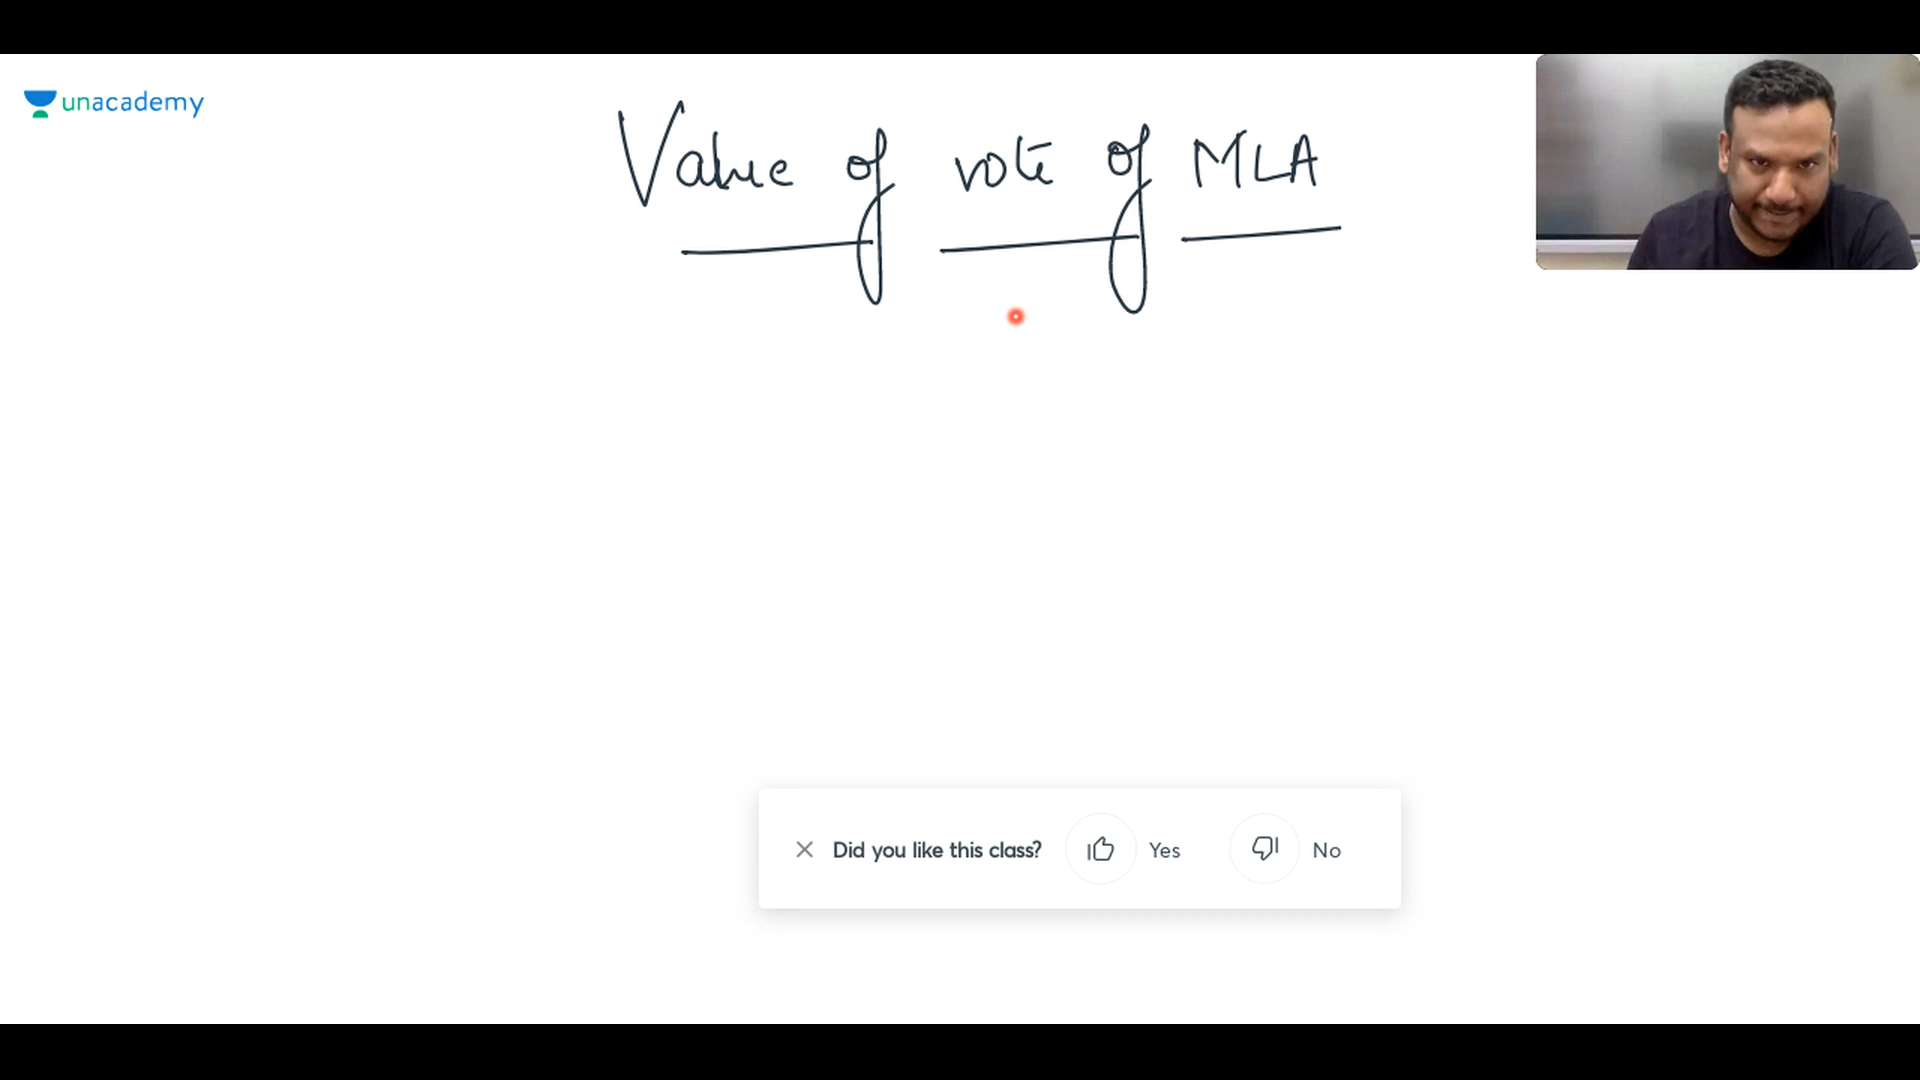 unacademy
Value of vote of MLA
Did you like this class? Yes No